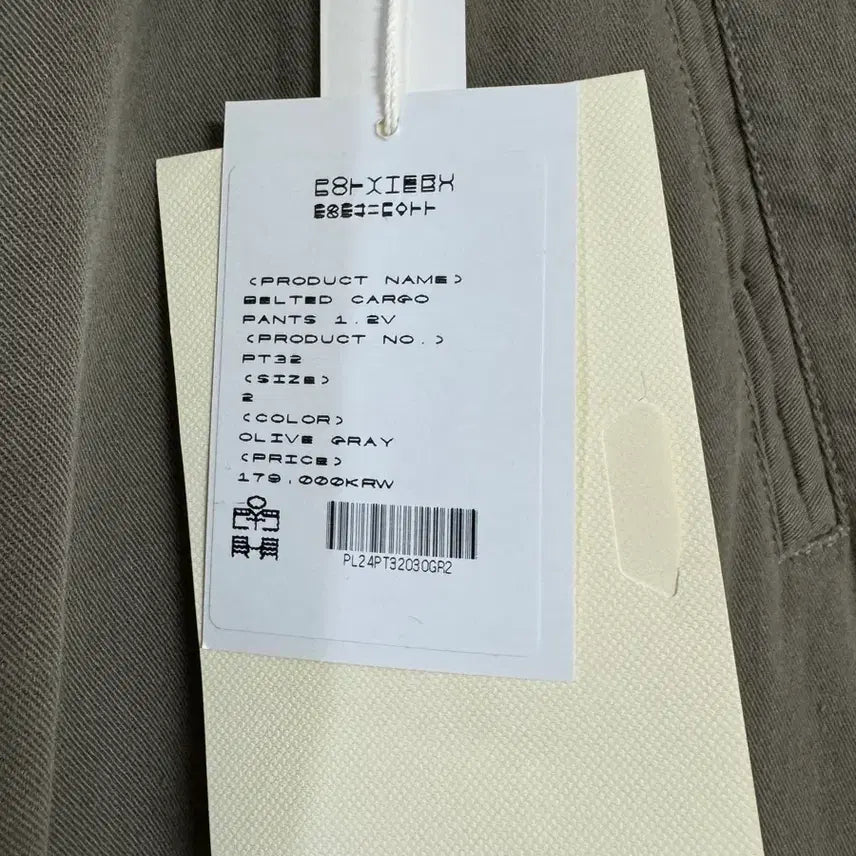 <PRODUCT NAME>
BELTED CARGO
PANTS 1.2V
<PRODUCT NO.>
PT32
<SIZE>
2
<COLOR>
OLIVE GRAY
<PRICE>
179.000KRW
PL24PT32030GR2